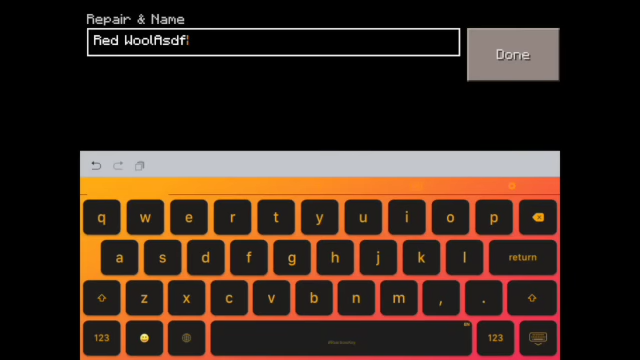 Repair & Name
Red WoolAsdf
Done
q w e r t y u i o p
a s d f g h j k l return
z x c v b n m , .
123 123